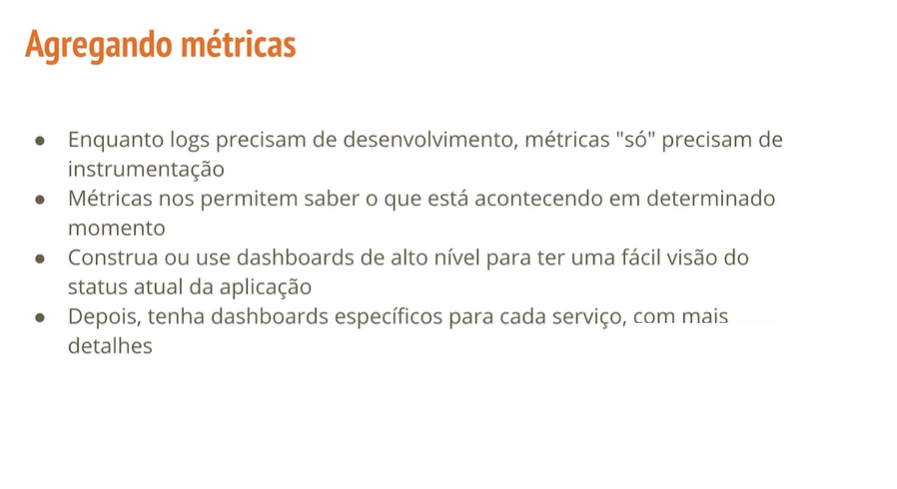 Agregando métricas
● Enquanto logs precisam de desenvolvimento, métricas "só" precisam de
instrumentação
● Métricas nos permitem saber o que está acontecendo em determinado
momento
● Construa ou use dashboards de alto nível para ter uma fácil visão do
status atual da aplicação
● Depois, tenha dashboards específicos para cada serviço, com mais
detalhes